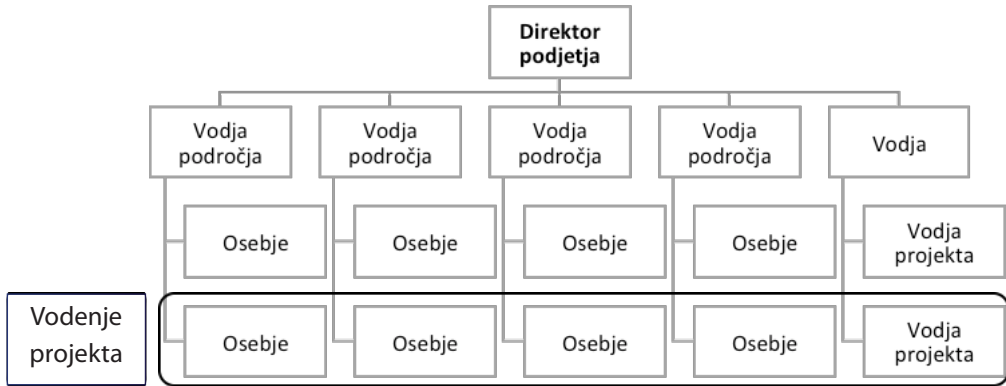 Direktor
podjetja
Vodja
področja
Vodja
področja
Vodja
področja
Vodja
področja
Vodja
Osebje
Osebje
Osebje
Osebje
Vodja
projekta
Vodenje
projekta
Osebje
Osebje
Osebje
Osebje
Vodja
projekta